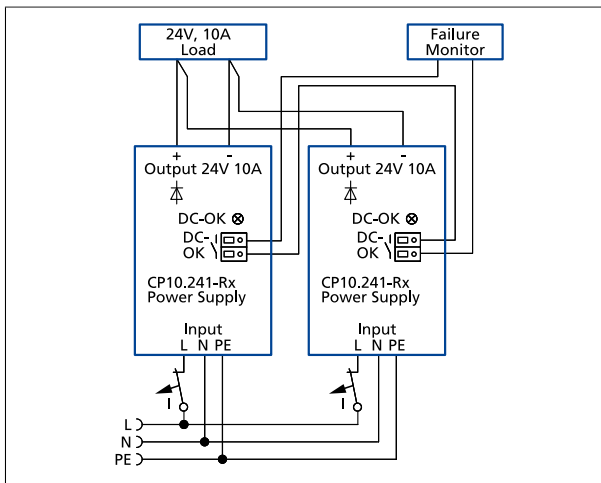 24V, 10A
Load
Failure
Monitor
+ -
Output 24V 10A
DC-OK
DC-
OK
CP10.241-Rx
Power Supply
Input
L N PE
I
+ -
Output 24V 10A
DC-OK
DC-
OK
CP10.241-Rx
Power Supply
Input
L N PE
I
L
N
PE